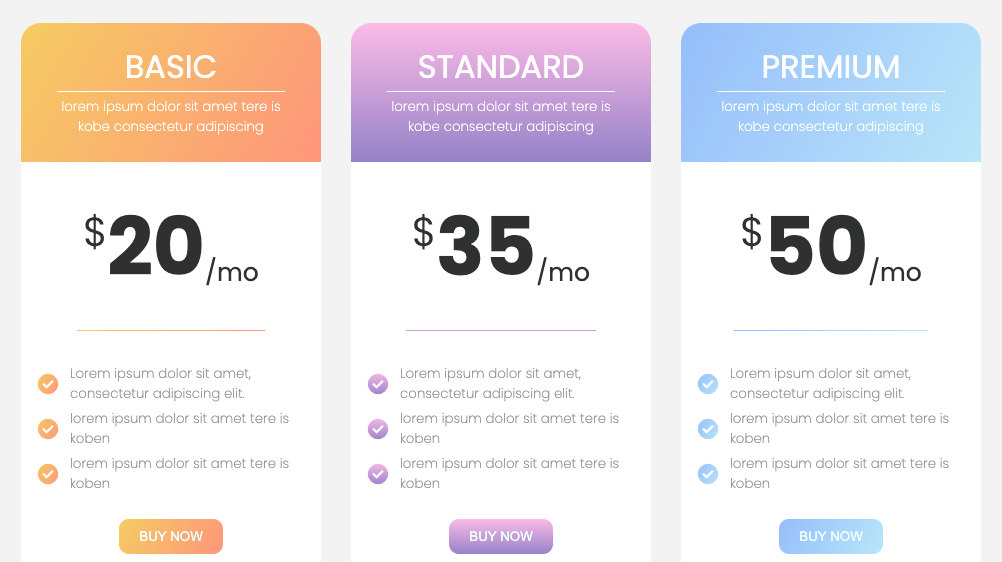 BASIC
lorem ipsum dolor sit amet tere is
kobe consectetur adipiscing
$20/mo
Lorem ipsum dolor sit amet,
consectetur adipiscing elit.
lorem ipsum dolor sit amet tere is
koben
lorem ipsum dolor sit amet tere is
koben
BUY NOW
STANDARD
lorem ipsum dolor sit amet tere is
kobe consectetur adipiscing
$35/mo
Lorem ipsum dolor sit amet,
consectetur adipiscing elit.
lorem ipsum dolor sit amet tere is
koben
lorem ipsum dolor sit amet tere is
koben
BUY NOW
PREMIUM
lorem ipsum dolor sit amet tere is
kobe consectetur adipiscing
$50/mo
Lorem ipsum dolor sit amet,
consectetur adipiscing elit.
lorem ipsum dolor sit amet tere is
koben
lorem ipsum dolor sit amet tere is
koben
BUY NOW